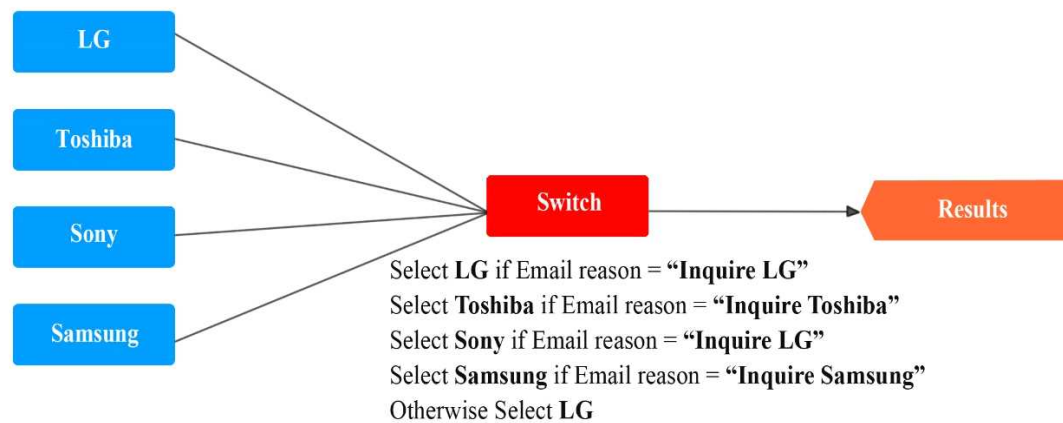 LG
Toshiba
Sony
Samsung
Switch
Results
Select LG if Email reason = “Inquire LG”
Select Toshiba if Email reason = “Inquire Toshiba”
Select Sony if Email reason = “Inquire LG”
Select Samsung if Email reason = “Inquire Samsung”
Otherwise Select LG